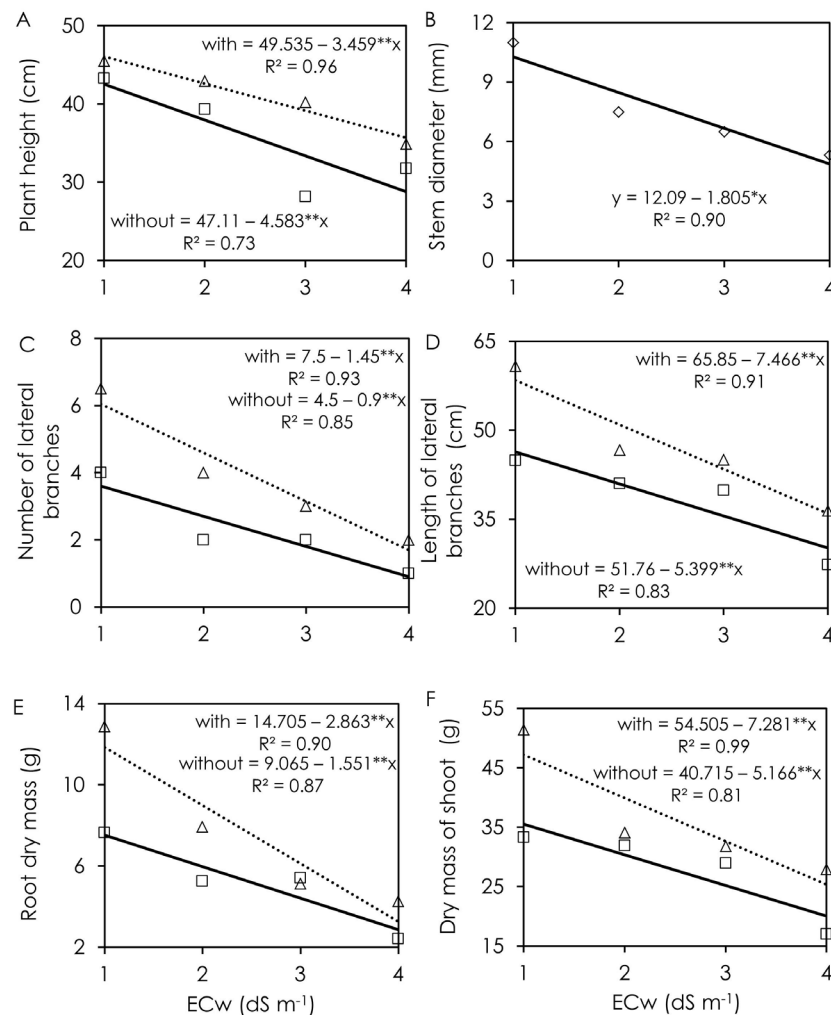 A
Plant height (cm)
50
40
30
20
1 2 3 4
with = 49.535 – 3.459**x
R² = 0.96
without = 47.11 – 4.583**x
R² = 0.73
B
Stem diameter (mm)
12
9
6
3
0
1 2 3 4
y = 12.09 – 1.805*x
R² = 0.90
C
Number of lateral
branches
8
6
4
2
0
1 2 3 4
with = 7.5 – 1.45**x
R² = 0.93
without = 4.5 – 0.9**x
R² = 0.85
D
Length of lateral
branches (cm)
65
50
35
20
1 2 3 4
with = 65.85 – 7.466**x
R² = 0.91
without = 51.76 – 5.399**x
R² = 0.83
E
Root dry mass (g)
14
10
6
2
1 2 3 4
ECw (dS m⁻¹)
with = 14.705 – 2.863**x
R² = 0.90
without = 9.065 – 1.551**x
R² = 0.87
F
Dry mass of shoot (g)
55
45
35
25
15
1 2 3 4
ECw (dS m⁻¹)
with = 54.505 – 7.281**x
R² = 0.99
without = 40.715 – 5.166**x
R² = 0.81